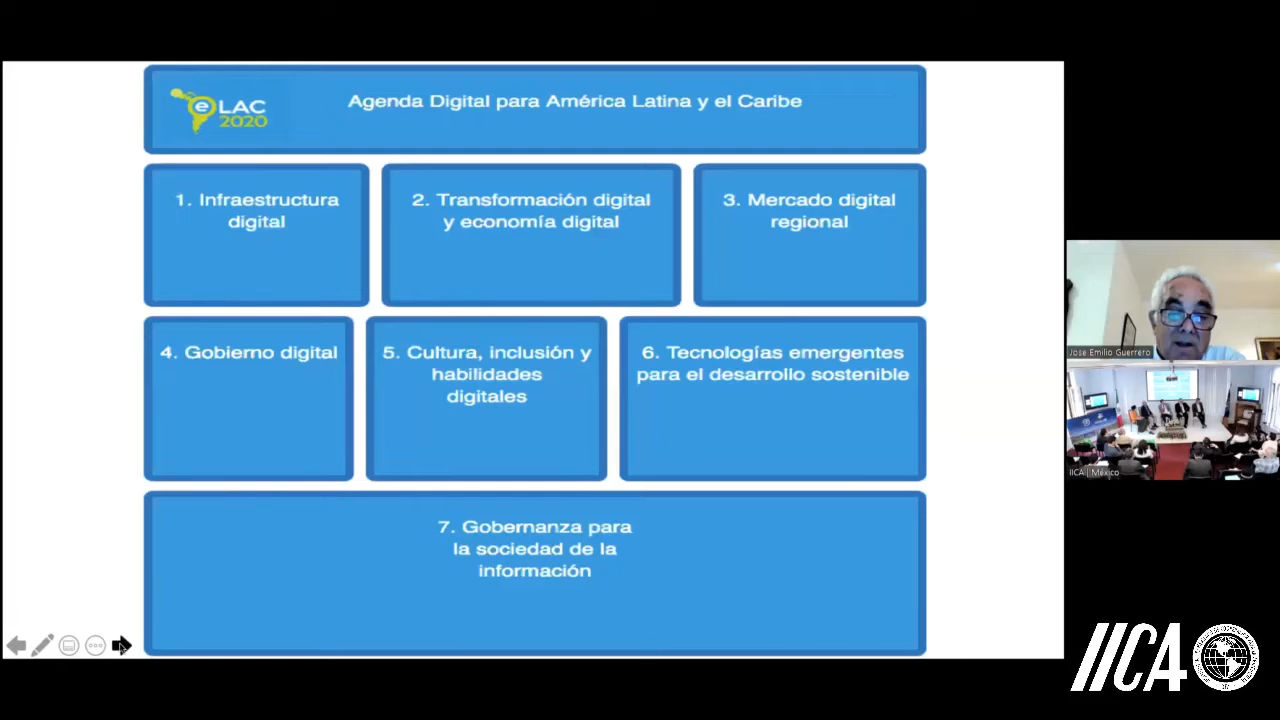 eLAC
2020
Agenda Digital para América Latina y el Caribe
1. Infraestructura
digital
2. Transformación digital
y economía digital
3. Mercado digital
regional
4. Gobierno digital
5. Cultura, inclusión y
habilidades
digitales
6. Tecnologías emergentes
para el desarrollo sostenible
7. Gobernanza para
la sociedad de la
información
Jose Emilio Guerrero
IICA | Mexico
IICA